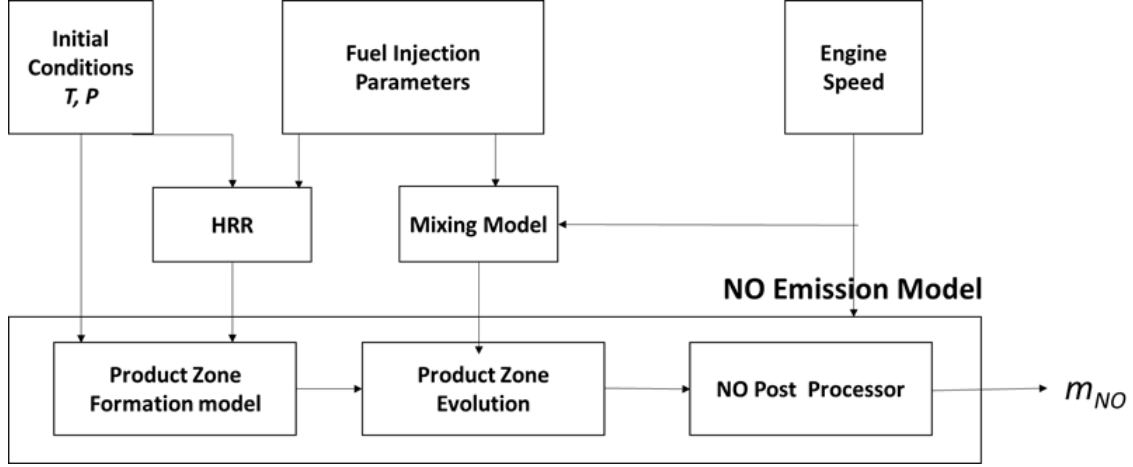 Initial
Conditions
T, P
Fuel Injection
Parameters
Engine
Speed
HRR
Mixing Model
NO Emission Model
Product Zone
Formation model
Product Zone
Evolution
NO Post Processor
mNO